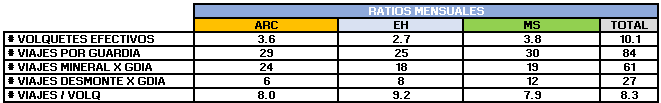 RATIOS MENSUALES
ARC EH MS TOTAL
# VOLQUETES EFECTIVOS 3.6 2.7 3.8 10.1
# VIAJES POR GUARDIA 29 25 30 84
# VIAJES MINERAL X GDIA 24 18 19 61
# VIAJES DESMONTE X GDIA 6 8 12 27
# VIAJES / VOLQ 8.0 9.2 7.9 8.3